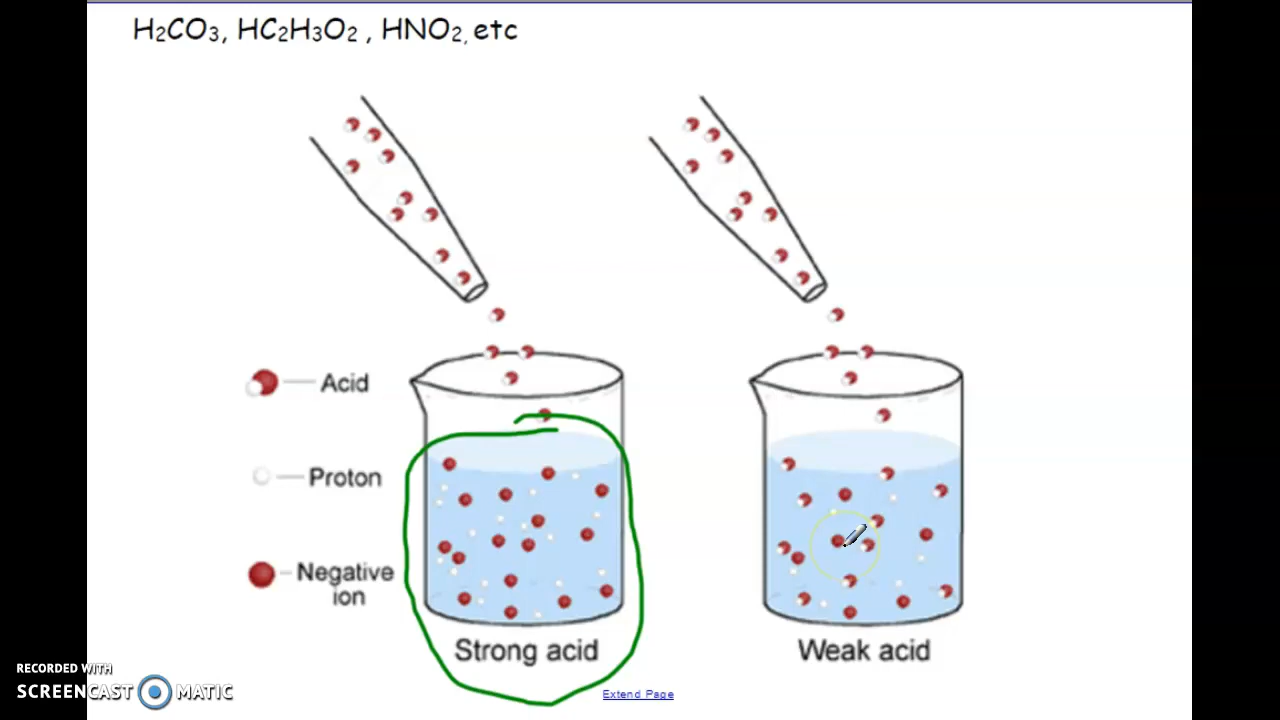 H₂CO₃, HC₂H₃O₂ , HNO₂, etc
Acid
Proton
Negative
ion
Strong acid
Weak acid
Extend Page
RECORDED WITH
SCREENCAST MATIC